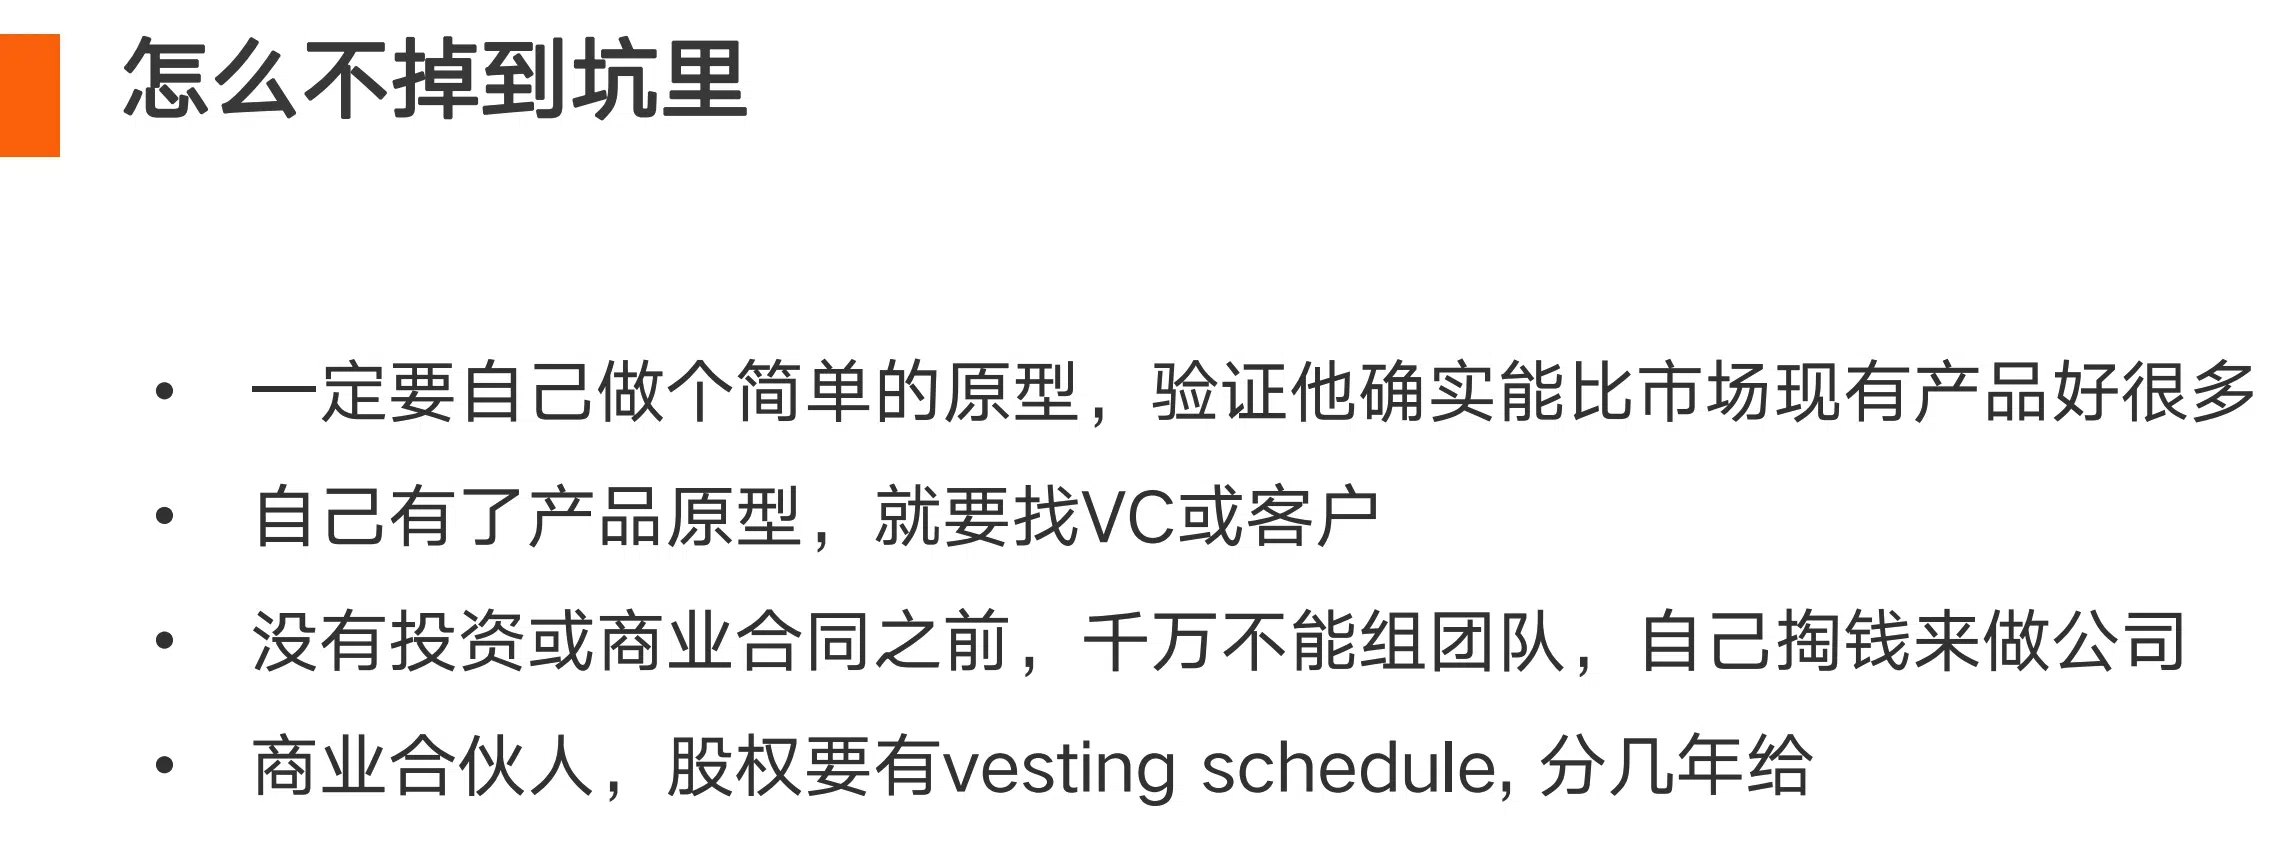 怎么不掉到坑里
• 一定要自己做个简单的原型，验证他确实能比市场现有产品好很多
• 自己有了产品原型，就要找VC或客户
• 没有投资或商业合同之前，千万不能组团队，自己掏钱来做公司
• 商业合伙人，股权要有vesting schedule, 分几年给